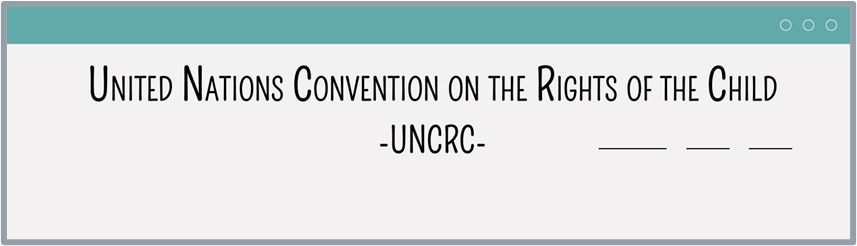 United Nations Convention on the Rights of the Child
-UNCRC-